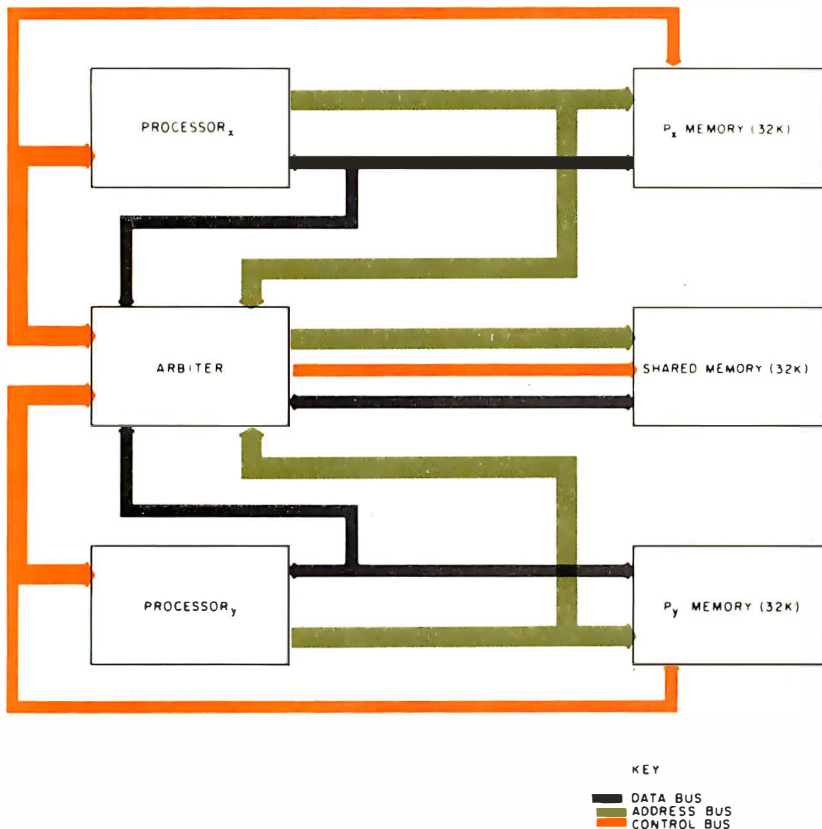 PROCESSORx
Px MEMORY (32K)
ARBITER
SHARED MEMORY (32K)
PROCESSORy
Py MEMORY (32K)
KEY
DATA BUS
ADDRESS BUS
CONTROL BUS